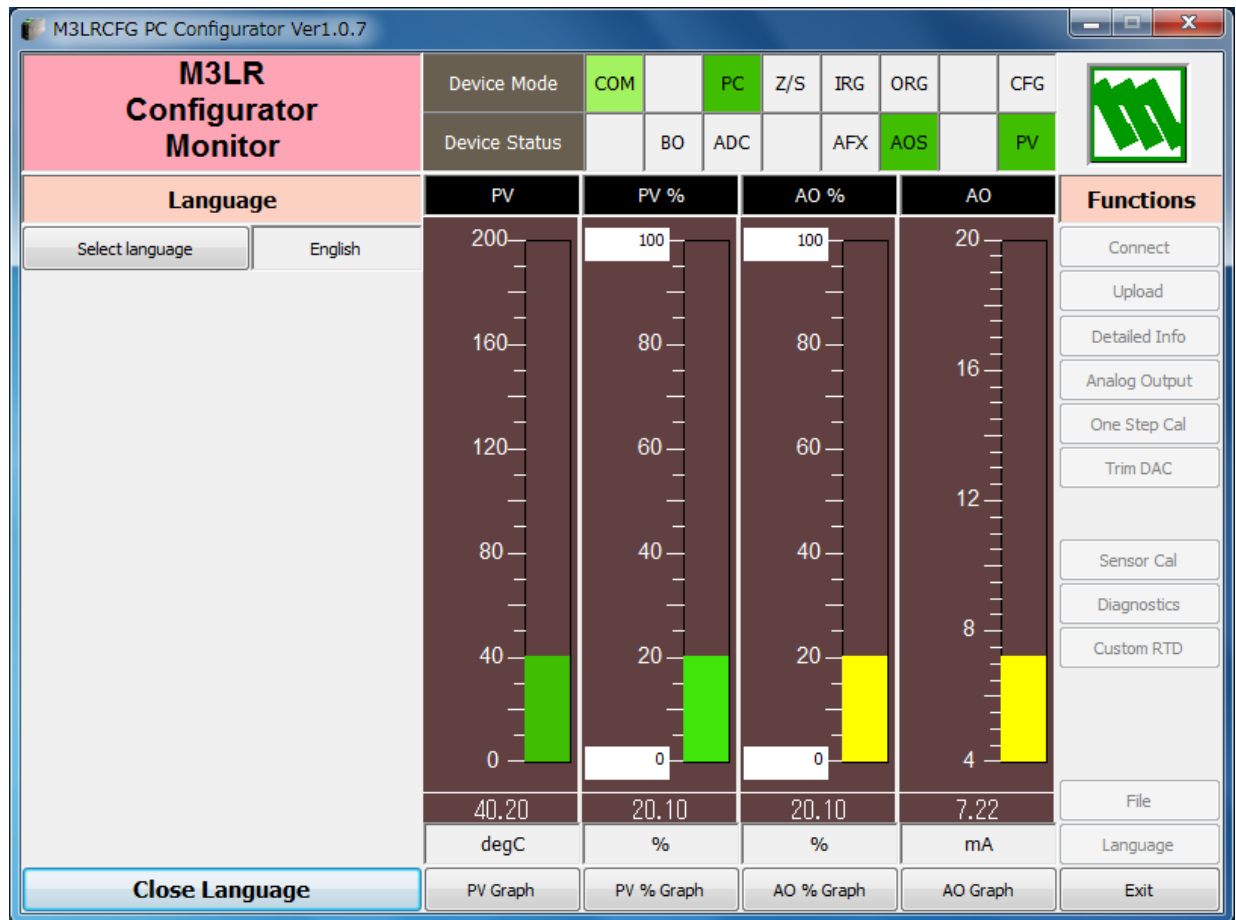 M3LRCFG PC Configurator Ver1.0.7
M3LR
Configurator
Monitor
Device Mode COM PC Z/S IRG ORG CFG
Device Status BO ADC AFX AOS PV
Language
PV PV % AO % AO
Functions
Select language English
200 100 100 20
160 80 80 16
120 60 60 12
80 40 40 8
40 20 20
0 0 0 4
40.20 20.10 20.10 7.22
degC % % mA
Connect
Upload
Detailed Info
Analog Output
One Step Cal
Trim DAC
Sensor Cal
Diagnostics
Custom RTD
File
Language
Close Language PV Graph PV % Graph AO % Graph AO Graph Exit